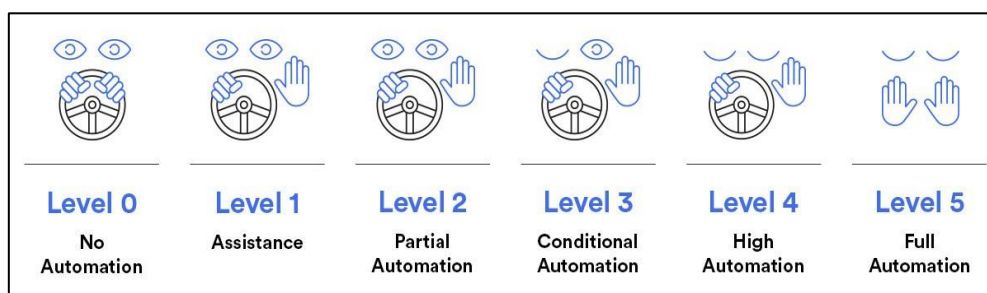 Level 0
No
Automation
Level 1
Assistance
Level 2
Partial
Automation
Level 3
Conditional
Automation
Level 4
High
Automation
Level 5
Full
Automation